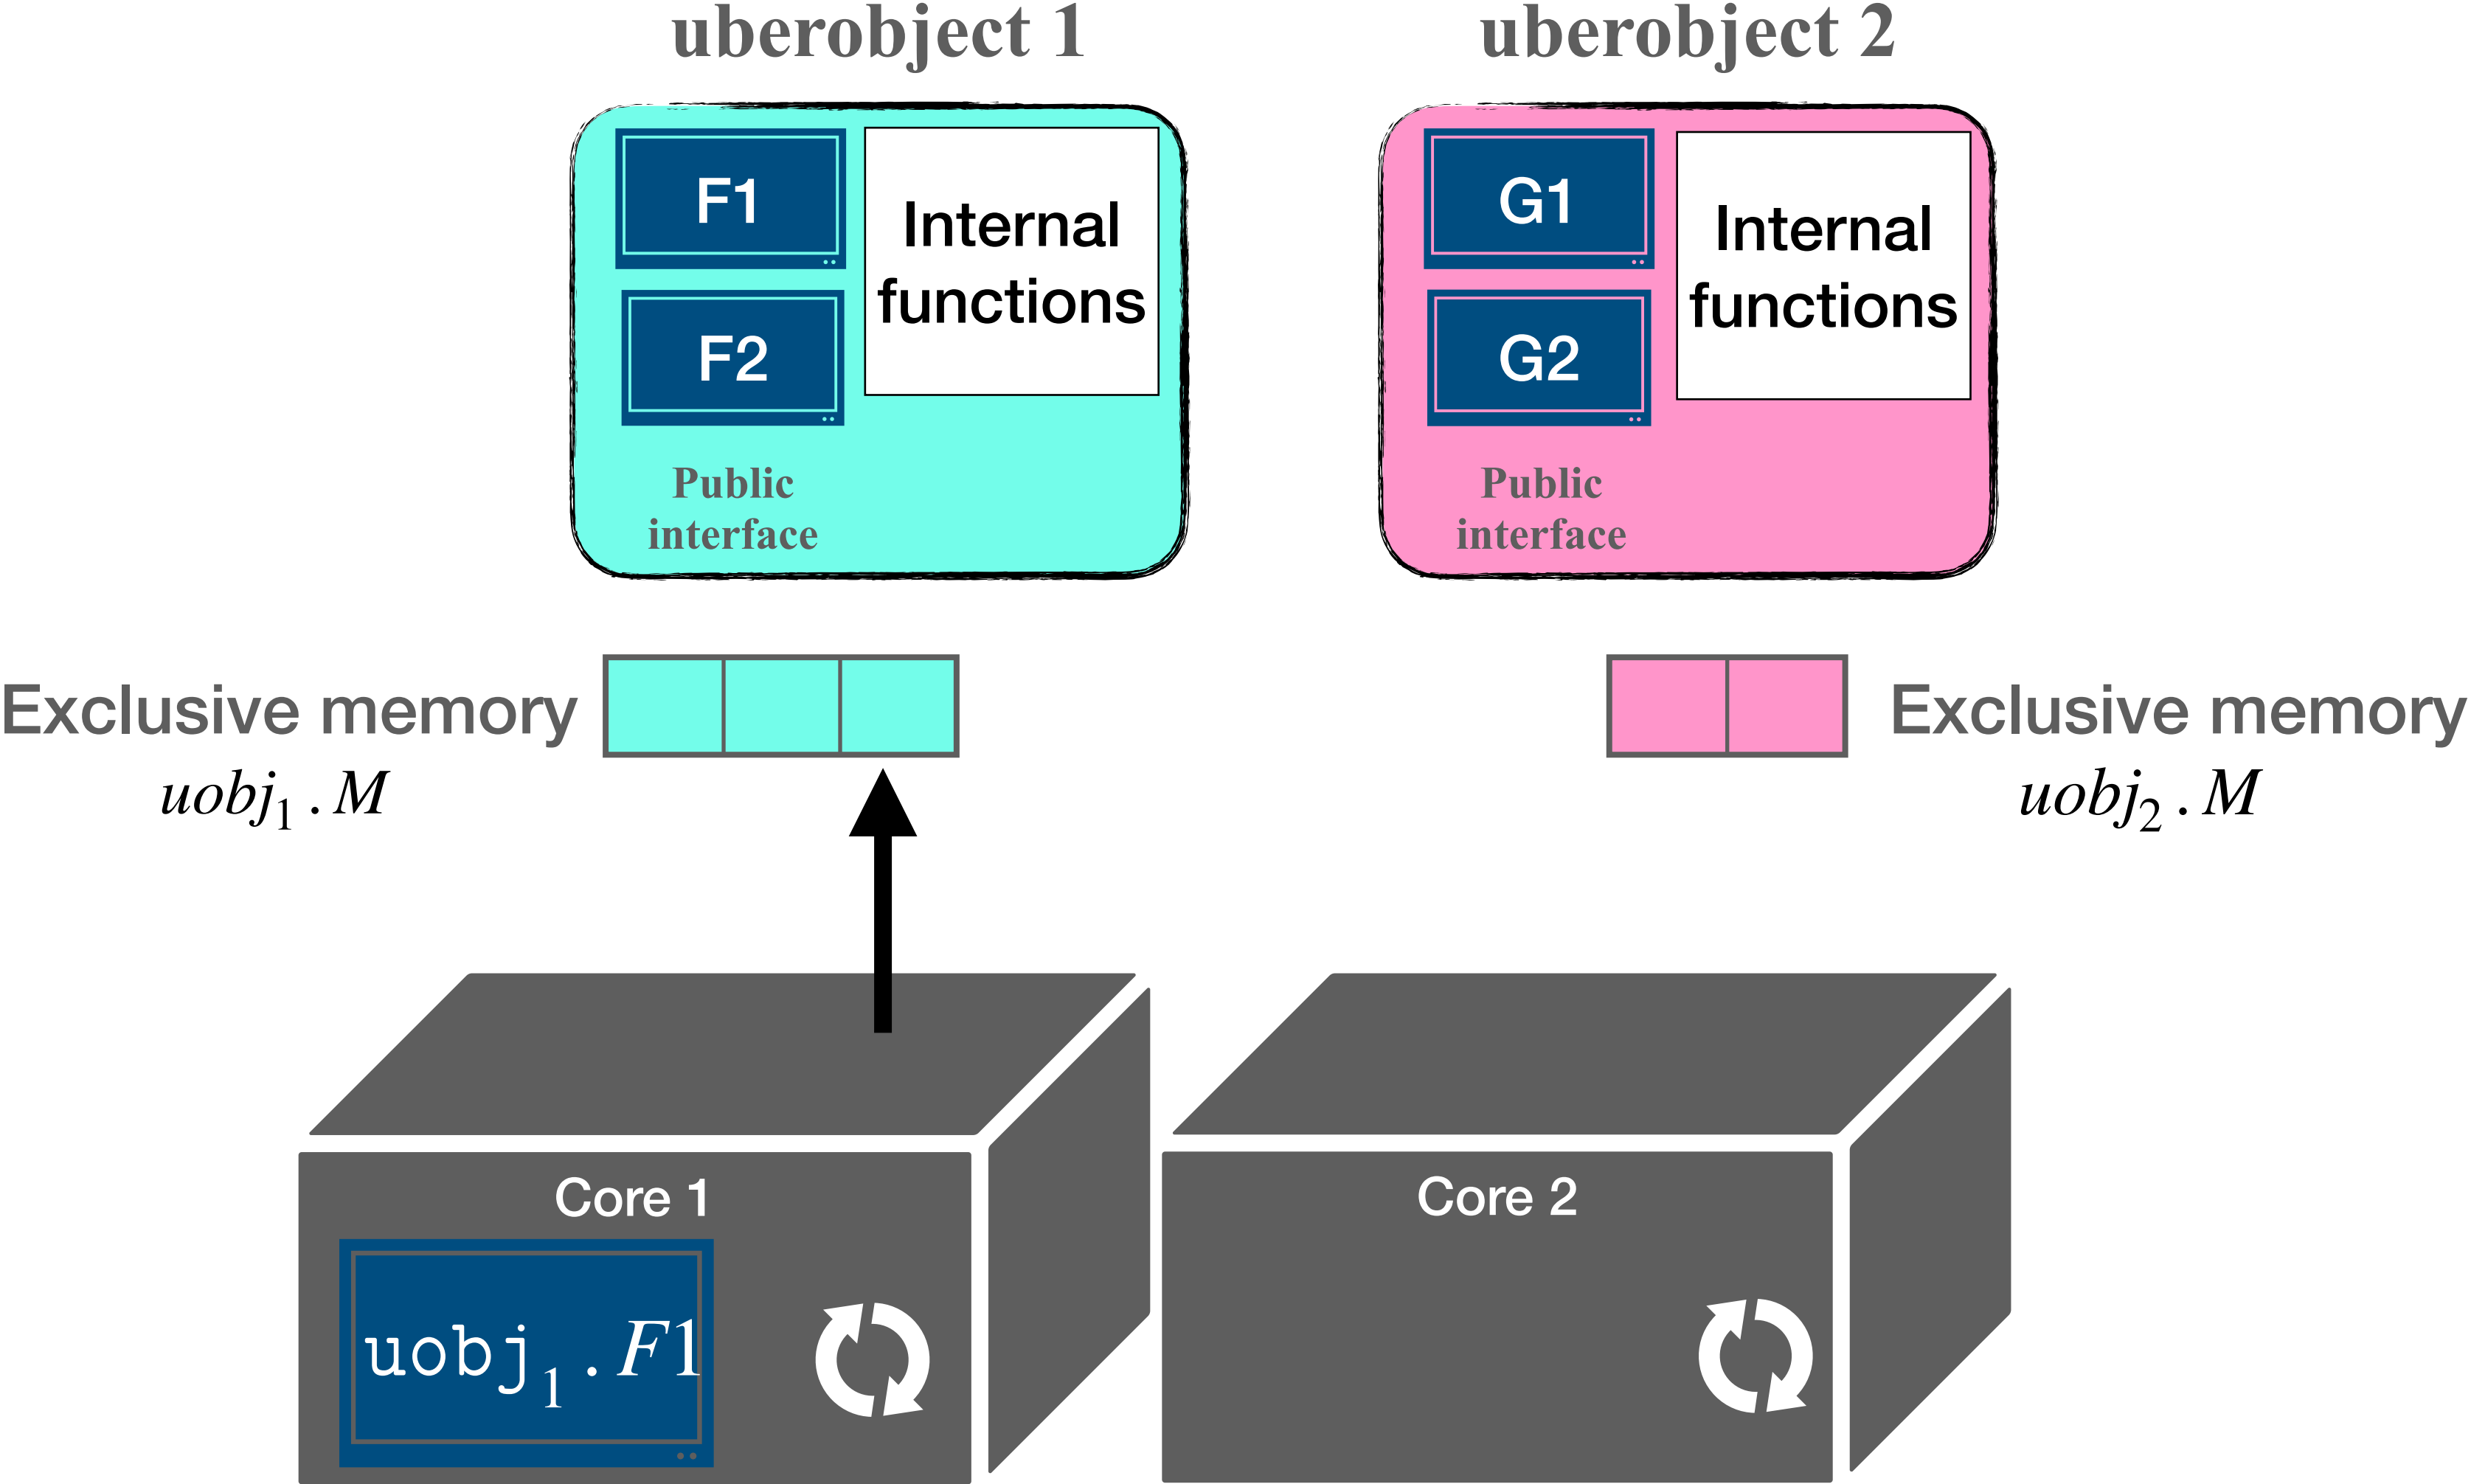 uberobject 1
uberobject 2
F1
Internal
functions
F2
Public
interface
G1
Internal
functions
G2
Public
interface
Exclusive memory
uobj₁ . M
Exclusive memory
uobj₂ . M
Core 1
uobj₁ . F1
Core 2